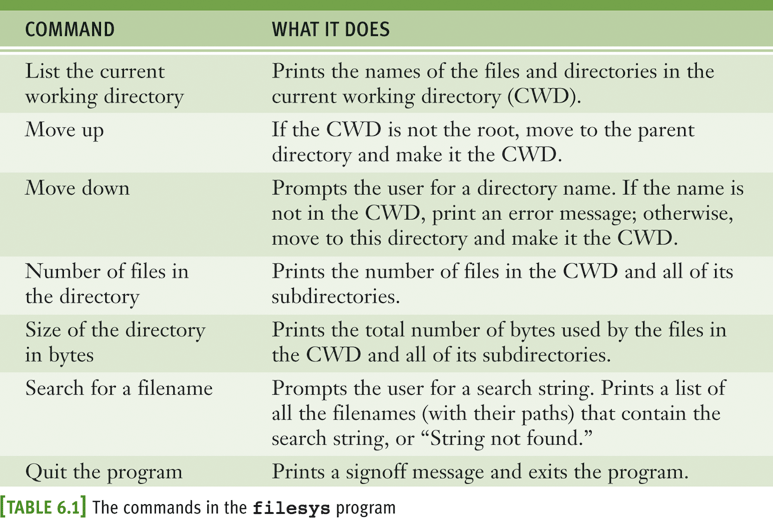 COMMAND WHAT IT DOES
List the current Prints the names of the files and directories in the
working directory current working directory (CWD).
Move up If the CWD is not the root, move to the parent
directory and make it the CWD.
Move down Prompts the user for a directory name. If the name is
not in the CWD, print an error message; otherwise,
move to this directory and make it the CWD.
Number of files in Prints the number of files in the CWD and all of its
the directory subdirectories.
Size of the directory Prints the total number of bytes used by the files in
in bytes the CWD and all of its subdirectories.
Search for a filename Prompts the user for a search string. Prints a list of
all the filenames (with their paths) that contain the
search string, or “String not found.”
Quit the program Prints a signoff message and exits the program.
[TABLE 6.1] The commands in the filesys program